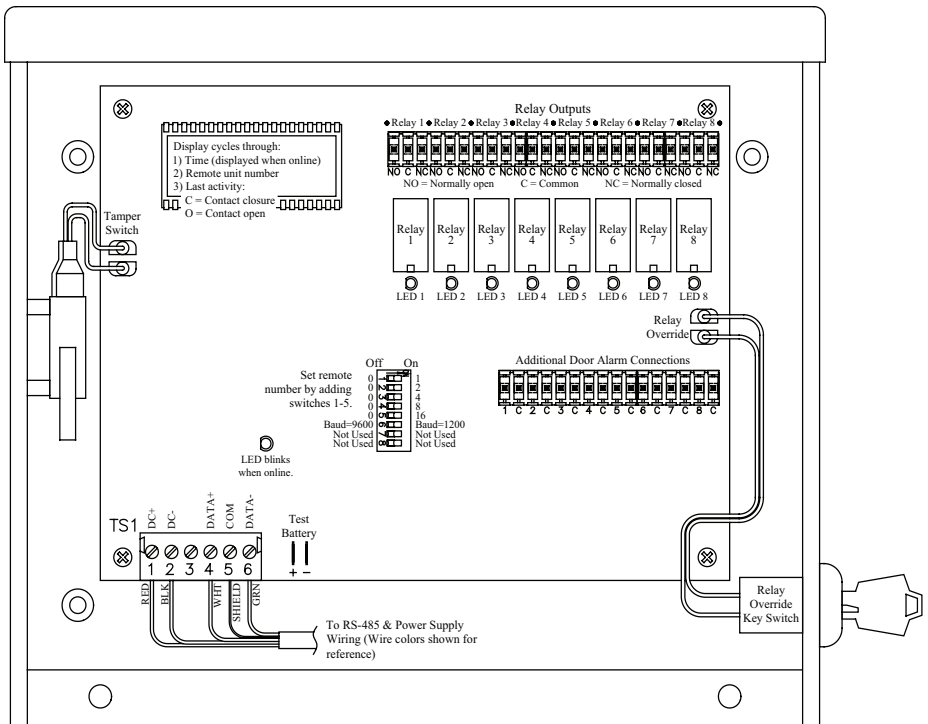 Relay Outputs
•Relay 1•Relay 2•Relay 3•Relay 4•Relay 5•Relay 6•Relay 7•Relay 8•
NO C NC NO C NC NO C NC NO C NC NO C NC NO C NC NO C NC NO C NC
NO = Normally open C = Common NC = Normally closed
Display cycles through:
1) Time (displayed when online)
2) Remote unit number
3) Last activity:
C = Contact closure
O = Contact open
Tamper
Switch
Relay
1
Relay
2
Relay
3
Relay
4
Relay
5
Relay
6
Relay
7
Relay
8
LED 1 LED 2 LED 3 LED 4 LED 5 LED 6 LED 7 LED 8
Relay
Override
Additional Door Alarm Connections
1 C 2 C 3 C 4 C 5 C 6 C 7 C 8 C
Off On
Set remote
number by adding
switches 1-5.
0 1 1
0 2 2
0 3 4
0 4 8
0 5 16
Baud=9600 6 Baud=1200
Not Used 7 Not Used
Not Used 8 Not Used
LED blinks
when online.
TS1
DC+
DC-
DATA+
COM
DATA-
Test
Battery
+ -
1 2 3 4 5 6
RED
BLK
WHT
SHIELD
GRN
To RS-485 & Power Supply
Wiring (Wire colors shown for
reference)
Relay
Override
Key Switch